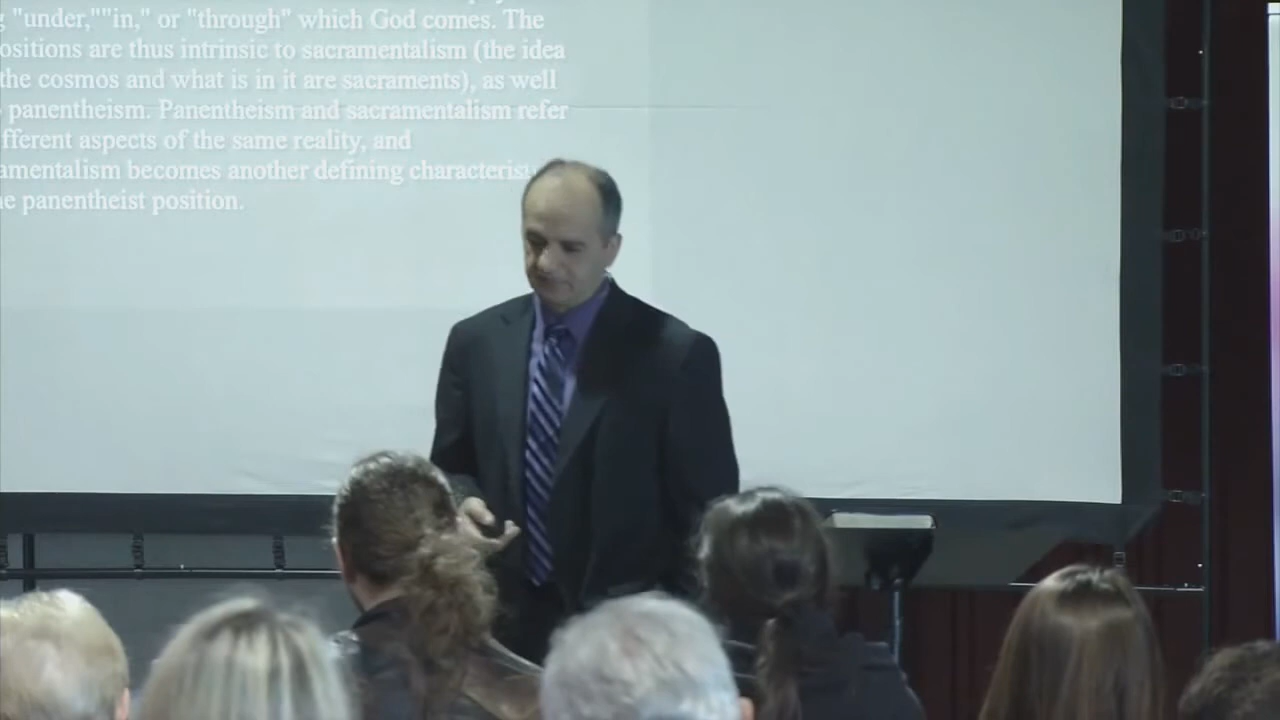 "under,""in," or "through" which God comes. The
ositions are thus intrinsic to sacramentalism (the idea
the cosmos and what is in it are sacraments), as well
panentheism. Panentheism and sacramentalism refer
fferent aspects of the same reality, and
amentalism becomes another defining characteris
e panentheist position.